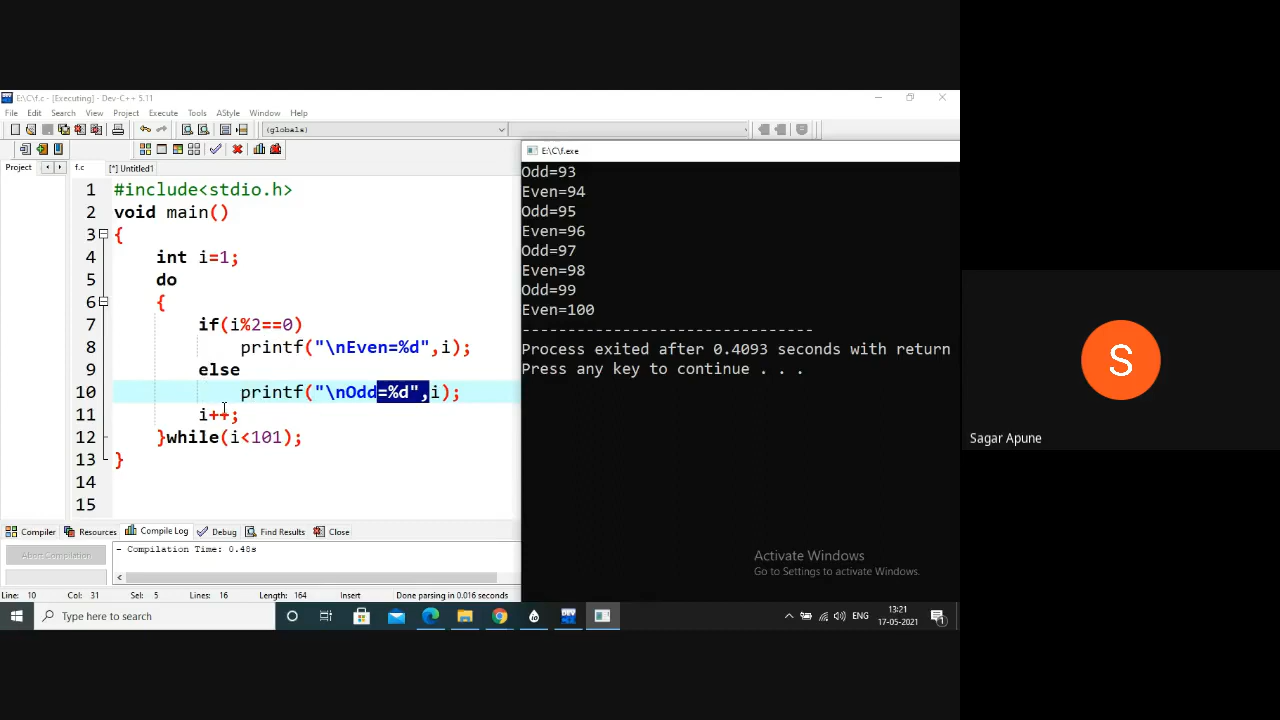 E:\C\f.c - [Executing] - Dev-C++ 5.11
File Edit Search View Project Execute Tools AStyle Window Help
(globals)
Project f.c [*] Untitled1
1 #include<stdio.h>
2 void main()
3 {
4 int i=1;
5 do
6 {
7 if(i%2==0)
8 printf("\nEven=%d",i);
9 else
10 printf("\nOdd=%d",i);
11 i++;
12 }while(i<101);
13 }
14
15
E:\C\f.exe
Odd=93
Even=94
Odd=95
Even=96
Odd=97
Even=98
Odd=99
Even=100
--------------------------------
Process exited after 0.4093 seconds with return
Press any key to continue . . .
Activate Windows
Go to Settings to activate Windows.
Compiler Resources Compile Log Debug Find Results Close
Abort Compilation
- Compilation Time: 0.48s
Line: 10 Col: 31 Sel: 5 Lines: 16 Length: 164 Insert Done parsing in 0.016 seconds
Type here to search
DEV
ENG
13:21
17-05-2021
1
S
Sagar Apune